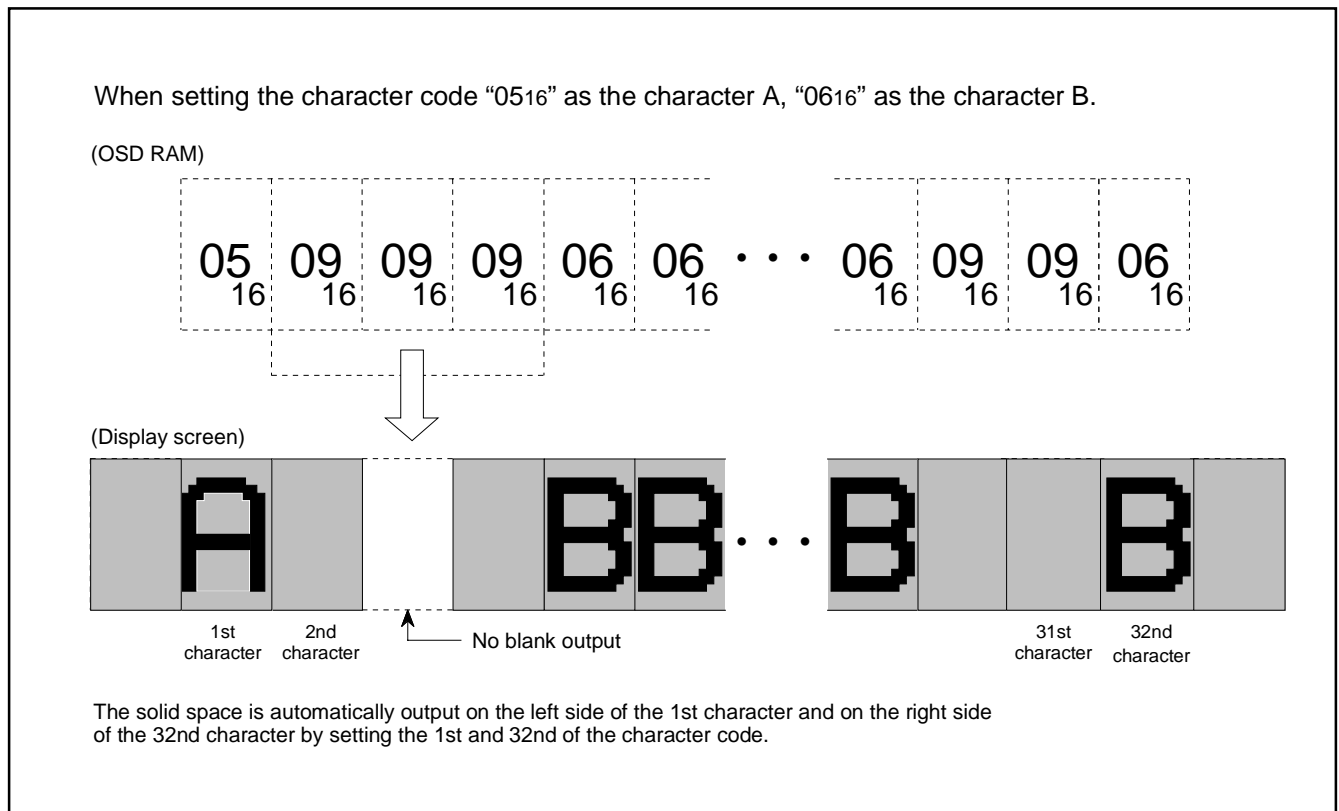 When setting the character code “0516” as the character A, “0616” as the character B.
(OSD RAM)
05 16 09 16 09 16 09 16 06 16 06 16 • • • 06 16 09 16 09 16 06 16
(Display screen)
A B B • • • B B
1st character 2nd character No blank output 31st character 32nd character
The solid space is automatically output on the left side of the 1st character and on the right side
of the 32nd character by setting the 1st and 32nd of the character code.